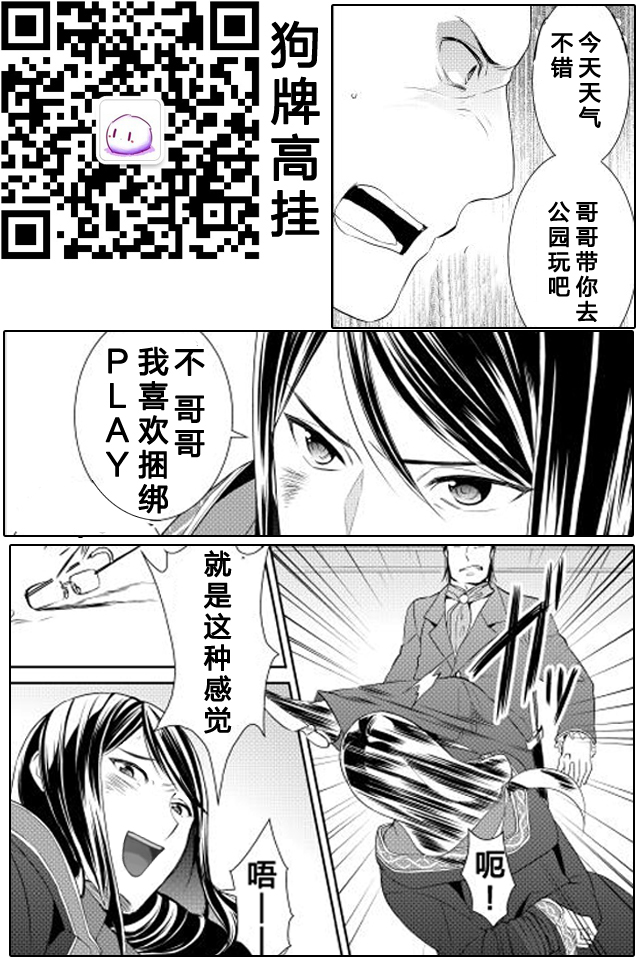 狗牌高挂
今天天气
不错
哥哥带你去
公园玩吧
不 哥哥
我喜欢捆绑
PLAY
就是这种感觉
呃！
唔——